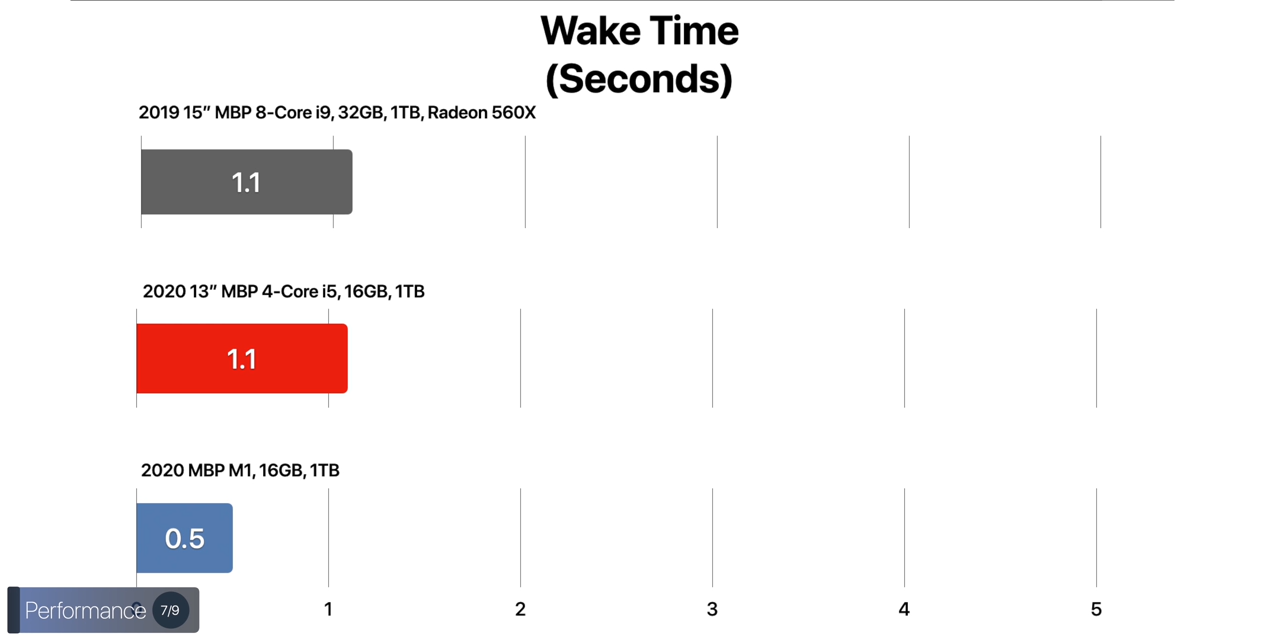 Wake Time
(Seconds)
2019 15” MBP 8-Core i9, 32GB, 1TB, Radeon 560X
1.1
2020 13” MBP 4-Core i5, 16GB, 1TB
1.1
2020 MBP M1, 16GB, 1TB
0.5
Performance 7/9
1 2 3 4 5